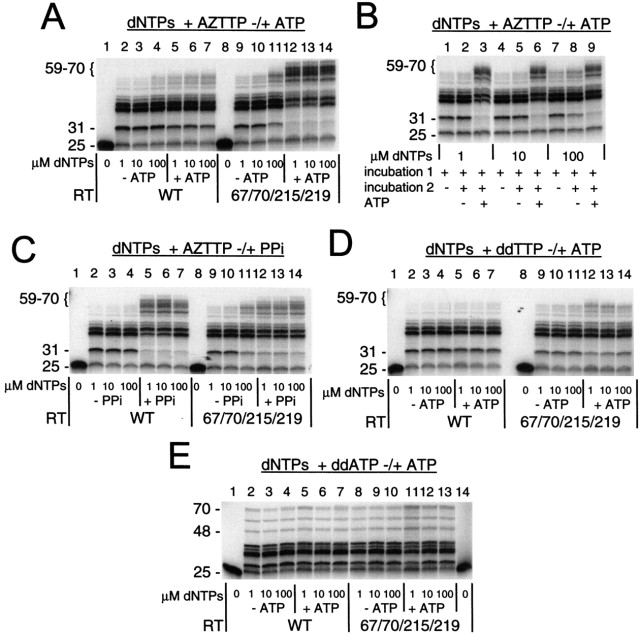 A
dNTPs + AZTTP -/+ ATP
1 2 3 4 5 6 7 8 9 10 11 12 13 14
59-70 {
31 -
25 -
µM dNTPs 0 1 10 100 1 10 100 0 1 10 100 1 10 100
- ATP + ATP - ATP + ATP
RT WT 67/70/215/219
B
dNTPs + AZTTP -/+ ATP
1 2 3 4 5 6 7 8 9
59-70 {
31 -
25 -
µM dNTPs 1 10 100
incubation 1 + + + + + + + + +
incubation 2 - + + - + + - + +
ATP - + - + - +
C
dNTPs + AZTTP -/+ PPi
1 2 3 4 5 6 7 8 9 10 11 12 13 14
59-70 {
31 -
25 -
µM dNTPs 0 1 10 100 1 10 100 0 1 10 100 1 10 100
- PPi + PPi - PPi + PPi
RT WT 67/70/215/219
D
dNTPs + ddTTP -/+ ATP
1 2 3 4 5 6 7 8 9 10 11 12 13 14
59-70 {
31 -
25 -
µM dNTPs 0 1 10 100 1 10 100 0 1 10 100 1 10 100
- ATP + ATP - ATP + ATP
RT WT 67/70/215/219
E
dNTPs + ddATP -/+ ATP
1 2 3 4 5 6 7 8 9 10 11 12 13 14
70 -
48 -
25 -
µM dNTPs 0 1 10 100 1 10 100 1 10 100 1 10 100 0
- ATP + ATP - ATP + ATP
RT WT 67/70/215/219